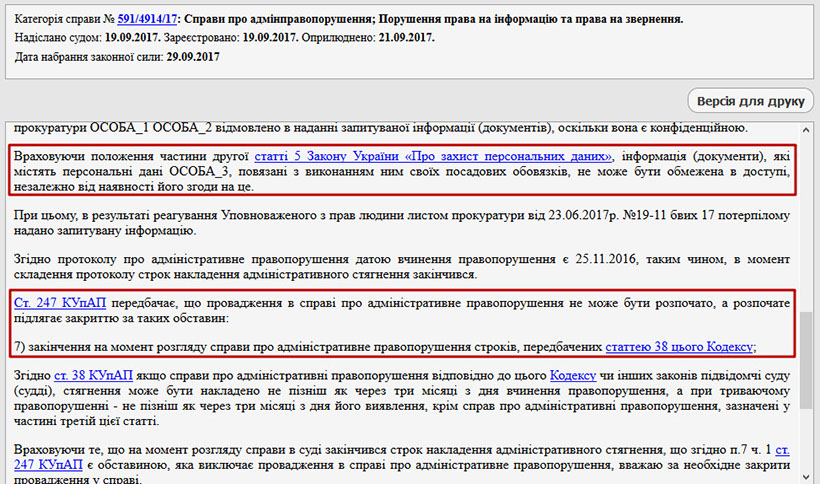 Категорія справи № 591/4914/17: Справи про адмінправопорушення; Порушення права на інформацію та права на звернення.
Надіслано судом: 19.09.2017. Зареєстровано: 19.09.2017. Оприлюднено: 21.09.2017.
Дата набрання законної сили: 29.09.2017
Версія для друку
прокуратури ОСОБА_1 ОСОБА_2 відмовлено в наданні запитуваної інформації (документів), оскільки вона є конфіденційною.
Враховуючи положення частини другої статті 5 Закону України «Про захист персональних даних», інформація (документи), які
містять персональні дані ОСОБА_3, повязані з виконанням ним своїх посадових обовязків, не може бути обмежена в доступі,
незалежно від наявності його згоди на це.
При цьому, в результаті реагування Уповноваженого з прав людини листом прокуратури від 23.06.2017р. №19-11 6вих 17 потерпілому
надано запитувану інформацію.
Згідно протоколу про адміністративне правопорушення датою вчинення правопорушення є 25.11.2016, таким чином, в момент
складення протоколу строк накладення адміністративного стягнення закінчився.
Ст. 247 КУпАП передбачає, що провадження в справі про адміністративне правопорушення не може бути розпочато, а розпочате
підлягає закриттю за таких обставин:
7) закінчення на момент розгляду справи про адміністративне правопорушення строків, передбачених статтею 38 цього Кодексу;
Згідно ст. 38 КУпАП якщо справи про адміністративні правопорушення відповідно до цього Кодексу чи інших законів підвідомчі суду
(судді), стягнення може бути накладено не пізніш як через три місяці з дня вчинення правопорушення, а при триваючому
правопорушенні - не пізніш як через три місяці з дня його виявлення, крім справ про адміністративні правопорушення, зазначені у
частині третій цієї статті.
Враховуючи те, що на момент розгляду справи в суді закінчився строк накладення адміністративного стягнення, що згідно п.7 ч. 1 ст.
247 КУпАП є обставиною, яка виключає провадження в справі про адміністративне правопорушення, вважаю за необхідне закрити
провадження у справі.